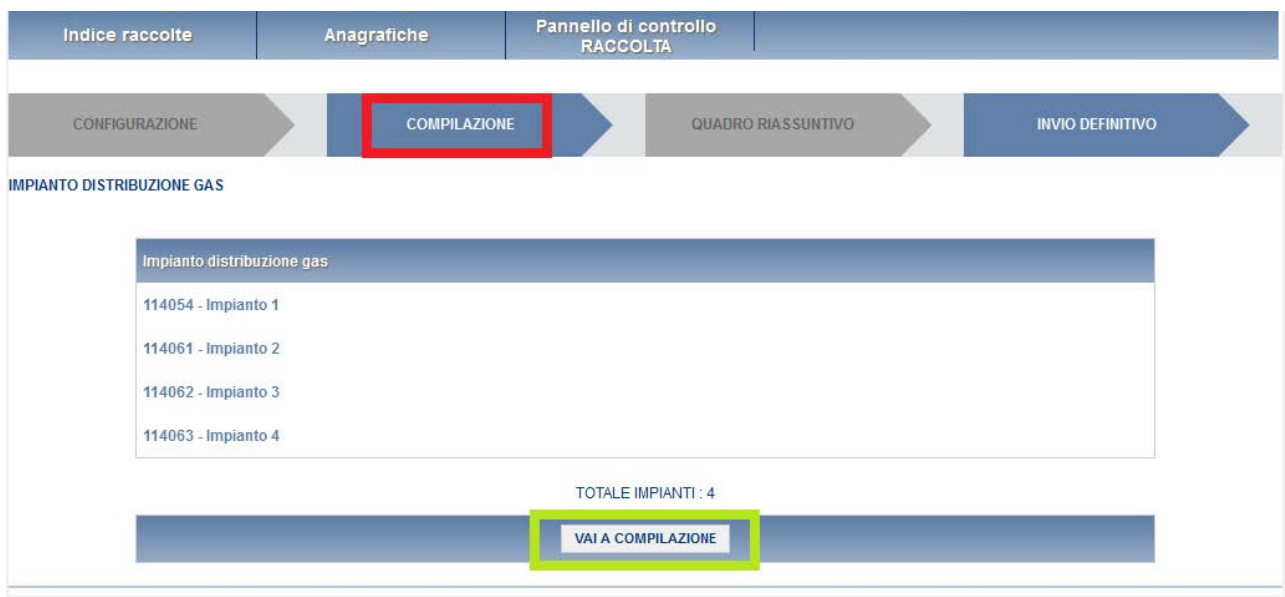 Indice raccolte
Anagrafiche
Pannello di controllo
RACCOLTA
CONFIGURAZIONE
COMPILAZIONE
QUADRO RIASSUNTIVO
INVIO DEFINITIVO
IMPIANTO DISTRIBUZIONE GAS
Impianto distribuzione gas
114054 - Impianto 1
114061 - Impianto 2
114062 - Impianto 3
114063 - Impianto 4
TOTALE IMPIANTI : 4
VAI A COMPILAZIONE